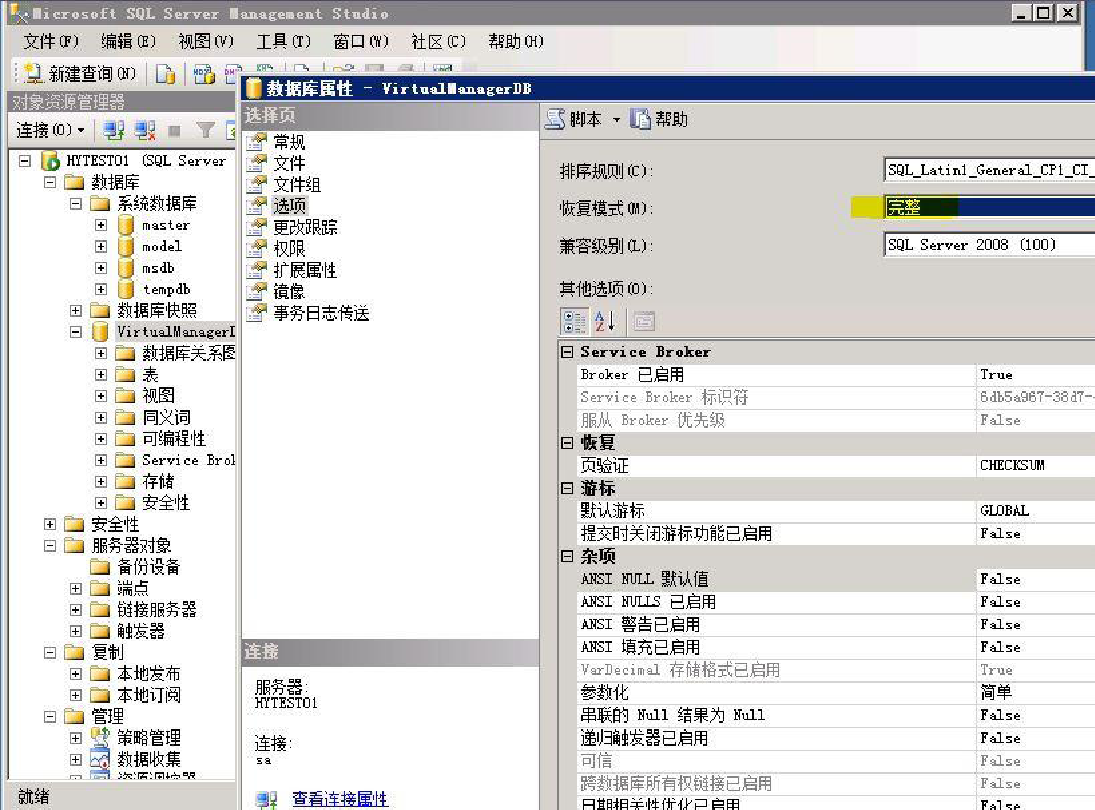 Microsoft SQL Server Management Studio
文件(F) 编辑(E) 视图(V) 工具(T) 窗口(W) 社区(C) 帮助(H)
新建查询(N)
对象资源管理器
连接(O)
HYTEST01 (SQL Server
数据库
系统数据库
master
model
msdb
tempdb
数据库快照
VirtualManagerD
数据库关系图
表
视图
同义词
可编程性
Service Brok
存储
安全性
安全性
服务器对象
备份设备
端点
链接服务器
触发器
复制
本地发布
本地订阅
管理
策略管理
数据收集
资源调控器
就绪
数据库属性 - VirtualManagerDB
选择页
常规
文件
文件组
选项
更改跟踪
权限
扩展属性
镜像
事务日志传送
连接
服务器:
HYTEST01
连接:
sa
查看连接属性
脚本 帮助
排序规则(C): SQL_Latin1_General_CP1_CI_
恢复模式(M): 完整
兼容级别(L): SQL Server 2008 (100)
其他选项(O):
Service Broker
Broker 已启用 True
Service Broker 标识符 8db5a967-38d7-
服从 Broker 优先级 False
恢复
页验证 CHECKSUM
游标
默认游标 GLOBAL
提交时关闭游标功能已启用 False
杂项
ANSI NULL 默认值 False
ANSI NULLS 已启用 False
ANSI 警告已启用 False
ANSI 填充已启用 False
VarDecimal 存储格式已启用 True
参数化 简单
串联的 Null 结果为 Null False
递归触发器已启用 False
可信 False
跨数据库所有权链接已启用 False
日期相关性优化已启用 False